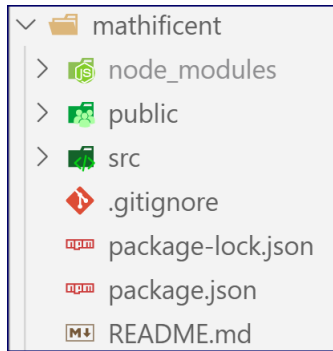 mathificent
node_modules
public
src
.gitignore
package-lock.json
package.json
README.md